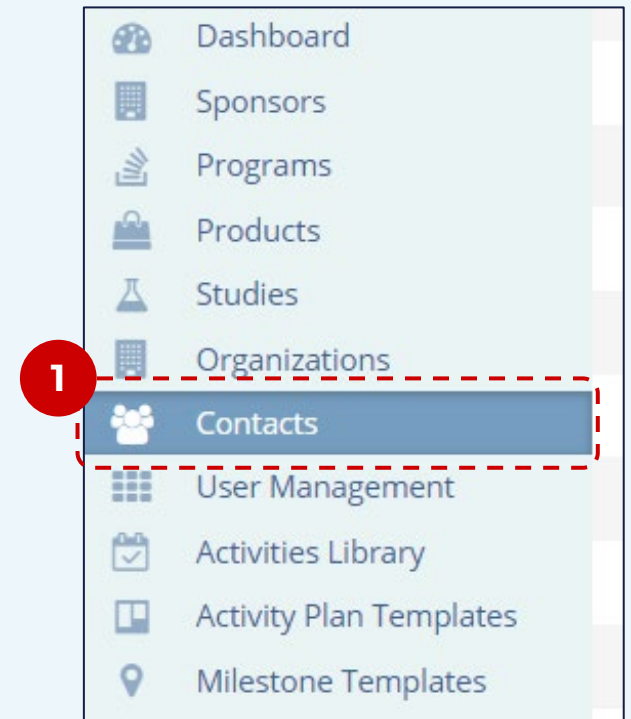 Dashboard
Sponsors
Programs
Products
Studies
Organizations
1
Contacts
User Management
Activities Library
Activity Plan Templates
Milestone Templates